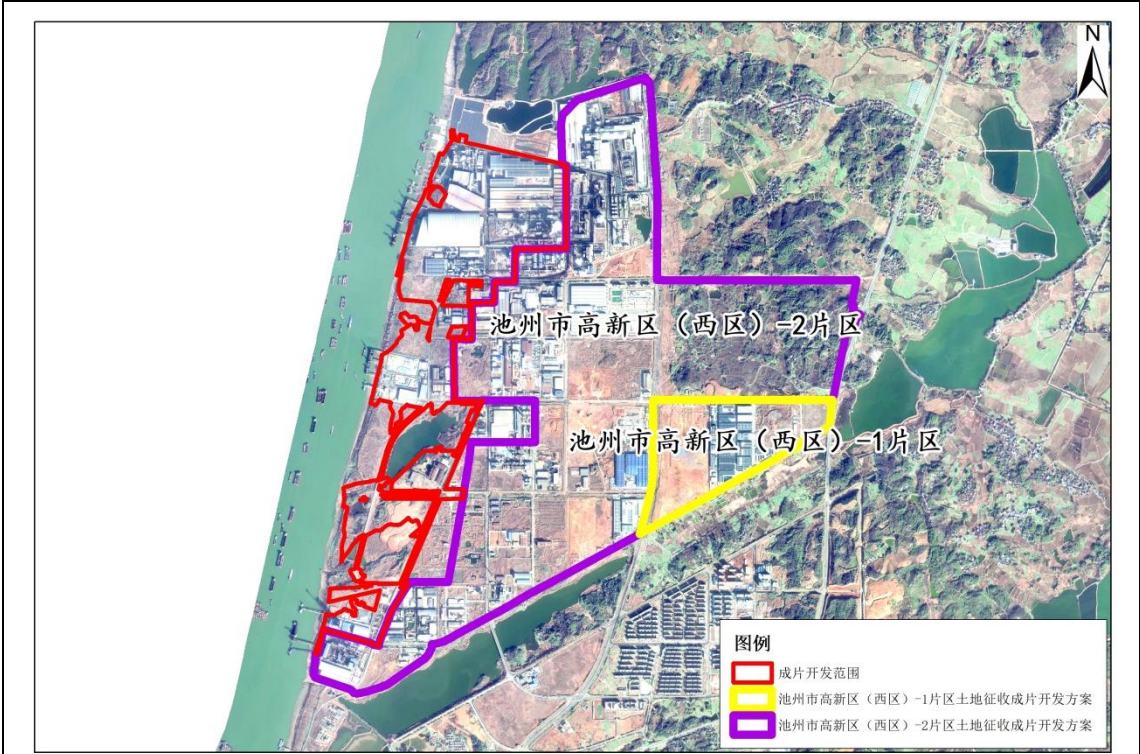 N
池州市高新区（西区）-2片区
池州市高新区（西区）-1片区
图例
成片开发范围
池州市高新区（西区）-1片区土地征收成片开发方案
池州市高新区（西区）-2片区土地征收成片开发方案